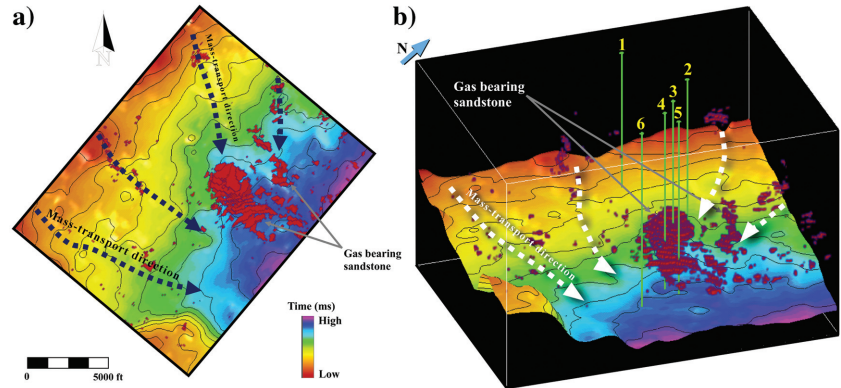 a)
N
Mass-transport direction
Mass-transport direction
Gas bearing
sandstone
Time (ms)
High
Low
0 5000 ft
b)
N
1
2
3
4
5
6
Gas bearing
sandstone
Mass-transport direction